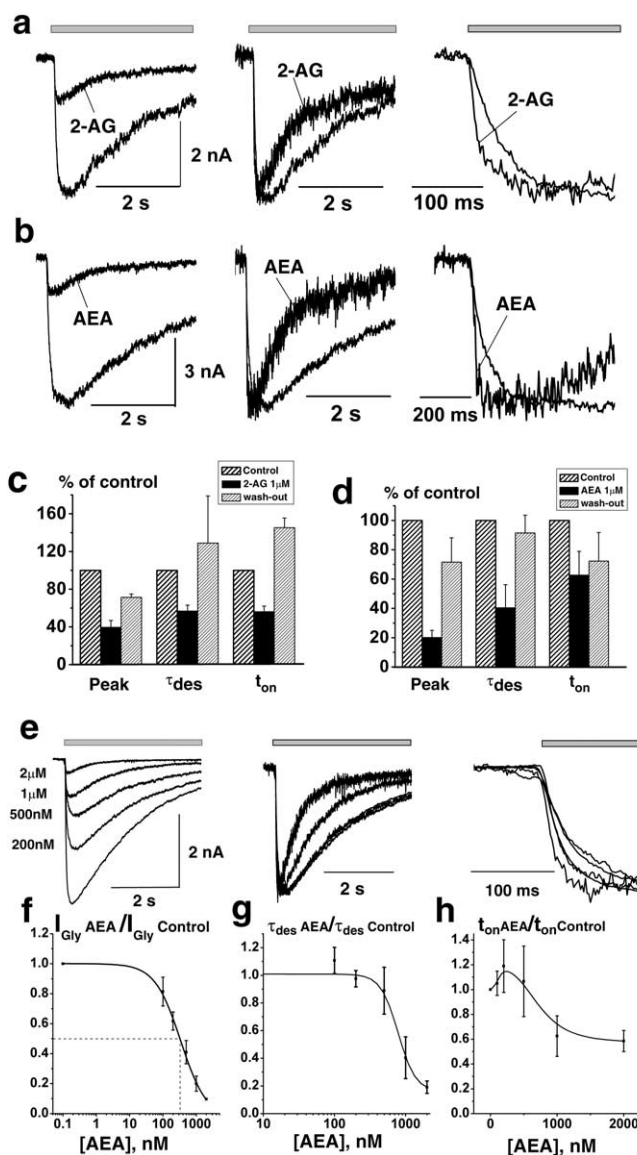 a
2-AG
2 nA
2 s
2-AG
2 s
2-AG
100 ms
b
AEA
3 nA
2 s
AEA
2 s
AEA
200 ms
c
% of control
Control
2-AG 1μM
wash-out
160
120
80
40
0
Peak τdes ton
d
% of control
Control
AEA 1μM
wash-out
100
80
60
40
20
0
Peak τdes ton
e
2μM
1μM
500nM
200nM
2 nA
2 s
2 s
100 ms
f
IGly AEA/IGly Control
1.0
0.8
0.6
0.4
0.2
0.0
0.1 1 10 100 1000
[AEA], nM
g
τdes AEA/τdes Control
1.2
1.0
0.8
0.6
0.4
0.2
0.0
10 100 1000
[AEA], nM
h
tonAEA/tonControl
1.4
1.2
1.0
0.8
0.6
0.4
0.2
0.0
0 1000 2000
[AEA], nM